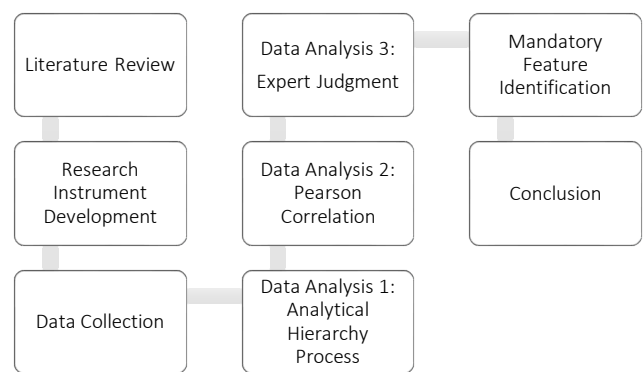 Literature Review
Research
Instrument
Development
Data Collection
Data Analysis 1:
Analytical
Hierarchy
Process
Data Analysis 2:
Pearson
Correlation
Data Analysis 3:
Expert Judgment
Mandatory
Feature
Identification
Conclusion